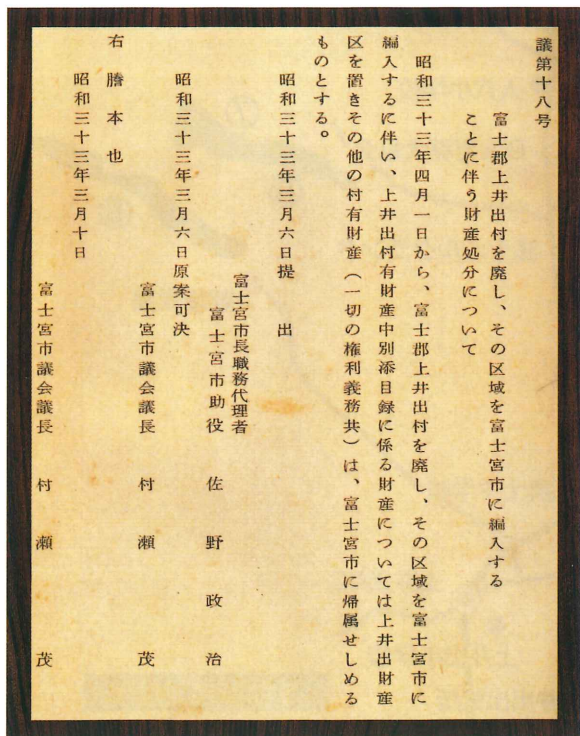 議第十八号
富士郡上井出村を廃し、その区域を富士宮市に編入する
ことに伴う財産処分について
昭和三十三年四月一日から、富士郡上井出村を廃し、その区域を富士宮市に
編入するに伴い、上井出村有財産中別添目録に係る財産については上井出財産
区を置きその他の村有財産(一切の権利義務共)は、富士宮市に帰属せしめる
ものとする。
昭和三十三年三月六日提 出
富士宮市長職務代理者
富士宮市助役 佐野政治
昭和三十三年三月六日原案可決
富士宮市議会議長 村瀬茂
右謄本也
昭和三十三年三月十日
富士宮市議会議長 村瀬茂